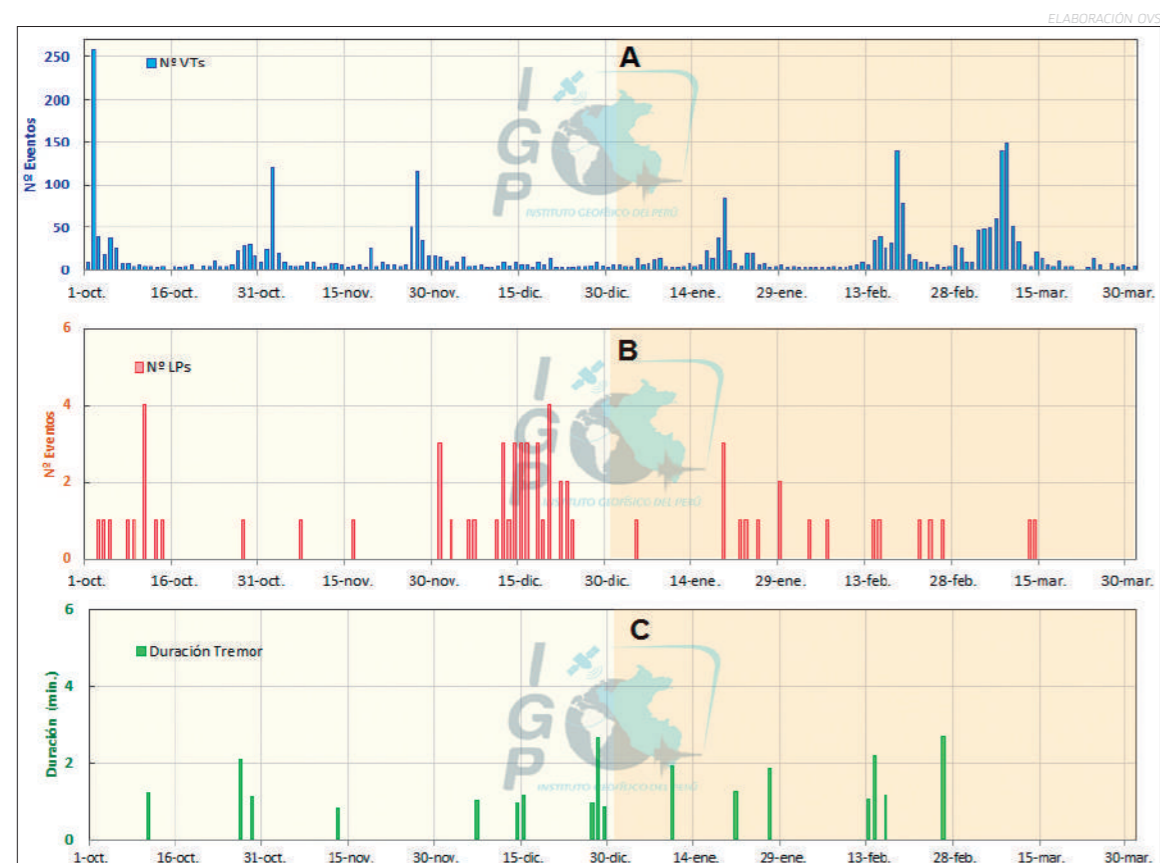 ELABORACIÓN OVS
A
Nº VTs
Nº Eventos
250
200
150
100
50
0
1-oct. 16-oct. 31-oct. 15-nov. 30-nov. 15-dic. 30-dic. 14-ene. 29-ene. 13-feb. 28-feb. 15-mar. 30-mar.
I
G
P
INSTITUTO GEOFÍSICO DEL PERÚ
B
Nº LPs
Nº Eventos
6
4
2
0
1-oct. 16-oct. 31-oct. 15-nov. 30-nov. 15-dic. 30-dic. 14-ene. 29-ene. 13-feb. 28-feb. 15-mar. 30-mar.
I
G
P
INSTITUTO GEOFÍSICO DEL PERÚ
C
Duración Tremor
Duración (min.)
6
4
2
0
1-oct. 16-oct. 31-oct. 15-nov. 30-nov. 15-dic. 30-dic. 14-ene. 29-ene. 13-feb. 28-feb. 15-mar. 30-mar.
I
G
P
INSTITUTO GEOFÍSICO DEL PERÚ